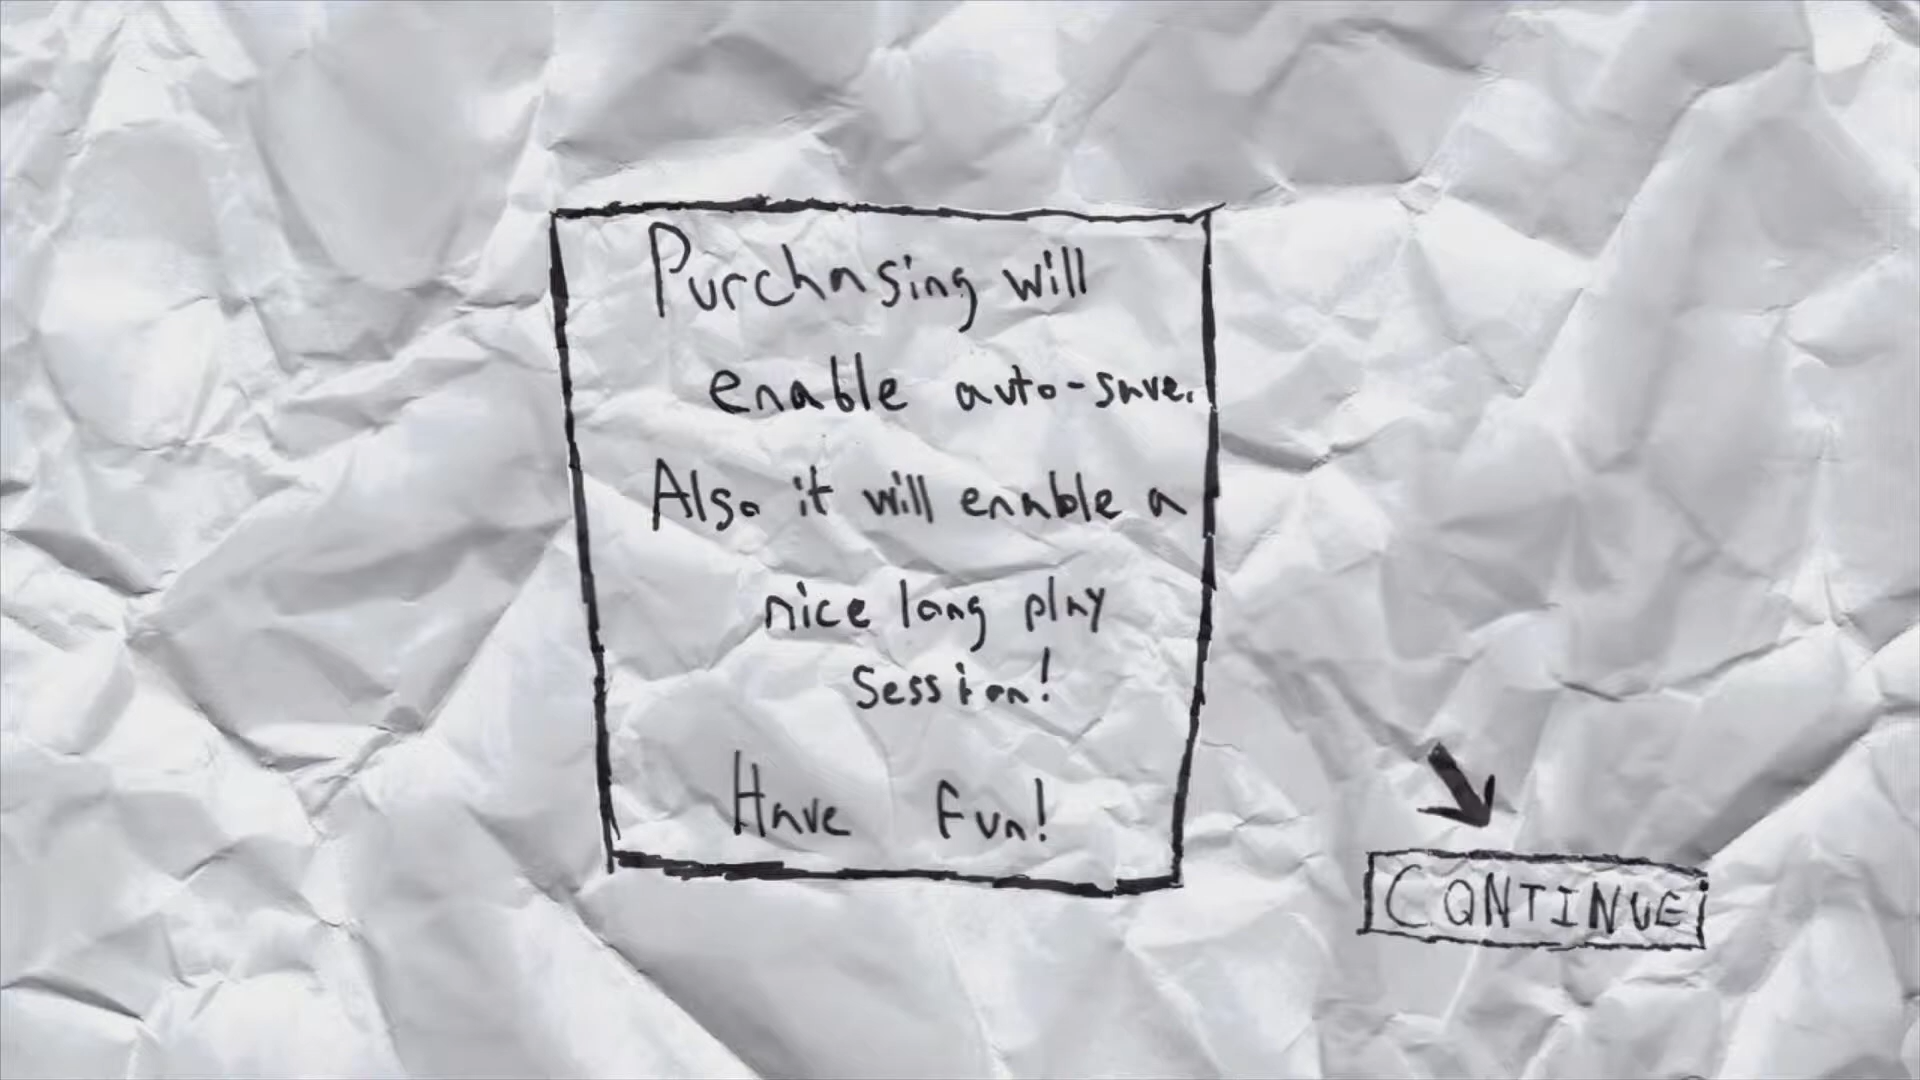 Purchasing will
enable auto-save.
Also it will enable a
nice long play
session!
Have fun!
CONTINUE